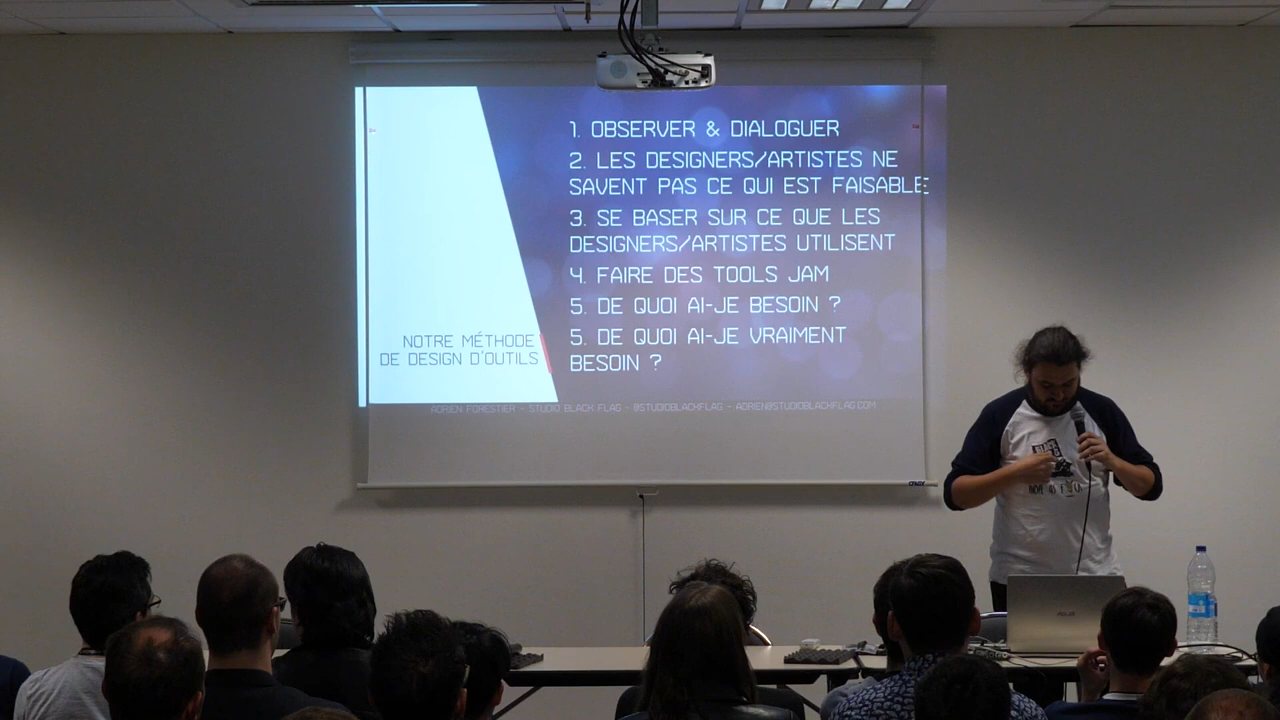 1. OBSERVER & DIALOGUER
2. LES DESIGNERS/ARTISTES NE
SAVENT PAS CE QUI EST FAISABLE
3. SE BASER SUR CE QUE LES
DESIGNERS/ARTISTES UTILISENT
4. FAIRE DES TOOLS JAM
5. DE QUOI AI-JE BESOIN ?
5. DE QUOI AI-JE VRAIMENT
BESOIN ?
NOTRE MÉTHODE
DE DESIGN D'OUTILS
ADRIEN FORESTIER - STUDIO BLACK FLAG - @STUDIOBLACKFLAG - ADRIEN@STUDIOBLACKFLAG.COM
ASUS